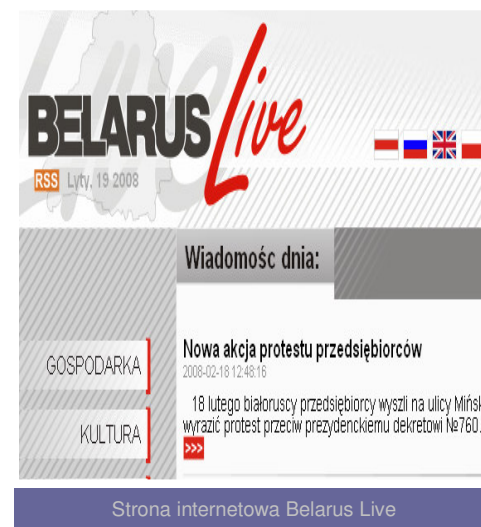 BELARUS Live
RSS Lyty, 19 2008
Wiadomośc dnia:
GOSPODARKA
KULTURA
Nowa akcja protestu przedsiębiorców
2008-02-18 12:48:16
18 lutego białoruscy przedsiębiorcy wyszli na ulicy Mińsk
wyrazić protest przeciw prezydenckiemu dekretowi №760.
>>>
Strona internetowa Belarus Live